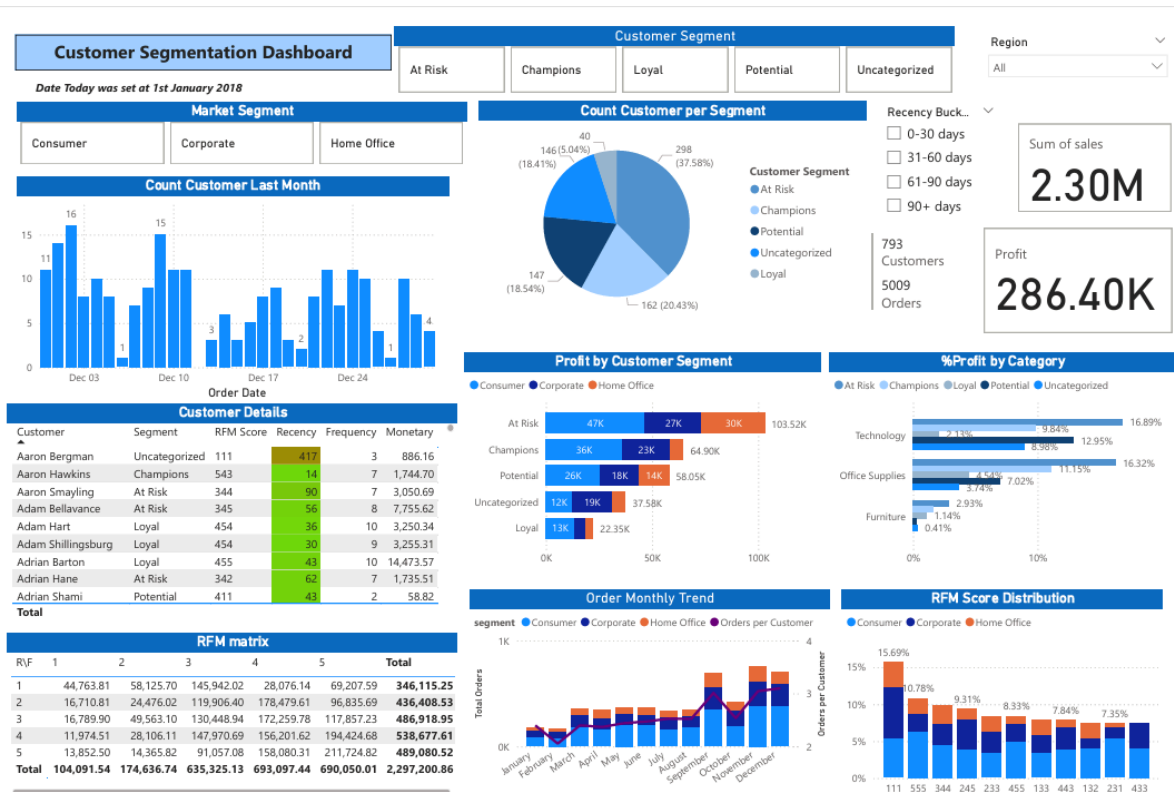 Customer Segmentation Dashboard
Date Today was set at 1st January 2018
Customer Segment
At Risk
Champions
Loyal
Potential
Uncategorized
Region
All
Market Segment
Consumer
Corporate
Home Office
Count Customer per Segment
40
(5.04%)
298
(37.58%)
146
(18.41%)
147
(18.54%)
162 (20.43%)
Customer Segment
At Risk
Champions
Potential
Uncategorized
Loyal
Recency Buck...
0-30 days
31-60 days
61-90 days
90+ days
Sum of sales
2.30M
793
Customers
5009
Orders
Profit
286.40K
Count Customer Last Month
15
10
5
0
11
16
1
15
3
2
1
4
Dec 03
Dec 10
Dec 17
Dec 24
Order Date
Customer Details
Customer Segment RFM Score Recency Frequency Monetary
Aaron Bergman Uncategorized 111 417 3 886.16
Aaron Hawkins Champions 543 14 7 1,744.70
Aaron Smayling At Risk 344 90 7 3,050.69
Adam Bellavance At Risk 345 56 8 7,755.62
Adam Hart Loyal 454 36 10 3,250.34
Adam Shillingsburg Loyal 454 30 9 3,255.31
Adrian Barton Loyal 455 43 10 14,473.57
Adrian Hane At Risk 342 62 7 1,735.51
Adrian Shami Potential 411 43 2 58.82
Total
Profit by Customer Segment
Consumer Corporate Home Office
At Risk 47K 27K 30K 103.52K
Champions 36K 23K 64.90K
Potential 26K 18K 14K 58.05K
Uncategorized 12K 19K 37.58K
Loyal 13K 22.35K
0K 50K 100K
%Profit by Category
At Risk Champions Loyal Potential Uncategorized
Technology
16.89%
9.84%
2.13%
12.95%
8.98%
Office Supplies
16.32%
11.15%
4.54%
7.02%
3.74%
Furniture
2.93%
1.14%
0.41%
0% 10%
RFM matrix
R\F 1 2 3 4 5 Total
1 44,763.81 58,125.70 145,942.02 28,076.14 69,207.59 346,115.25
2 16,710.81 24,476.02 119,906.40 178,479.61 96,835.69 436,408.53
3 16,789.90 49,563.10 130,448.94 172,259.78 117,857.23 486,918.95
4 11,974.51 28,106.11 147,970.69 156,201.62 194,424.68 538,677.61
5 13,852.50 14,365.82 91,057.08 158,080.31 211,724.82 489,080.52
Total 104,091.54 174,636.74 635,325.13 693,097.44 690,050.01 2,297,200.86
Order Monthly Trend
segment Consumer Corporate Home Office Orders per Customer
Total Orders
1K
0K
4
3
2
Orders per Customer
January
February
March
April
May
June
July
August
September
October
November
December
RFM Score Distribution
Consumer Corporate Home Office
15%
10%
5%
0%
15.69%
10.78%
9.31%
8.33%
7.84%
7.35%
111 555 344 245 233 455 133 443 132 231 433